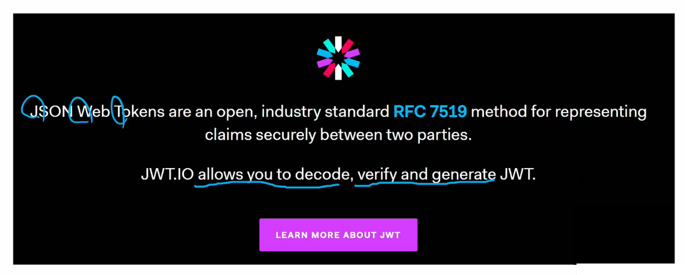 JSON Web Tokens are an open, industry standard RFC 7519 method for representing
claims securely between two parties.
JWT.IO allows you to decode, verify and generate JWT.
LEARN MORE ABOUT JWT